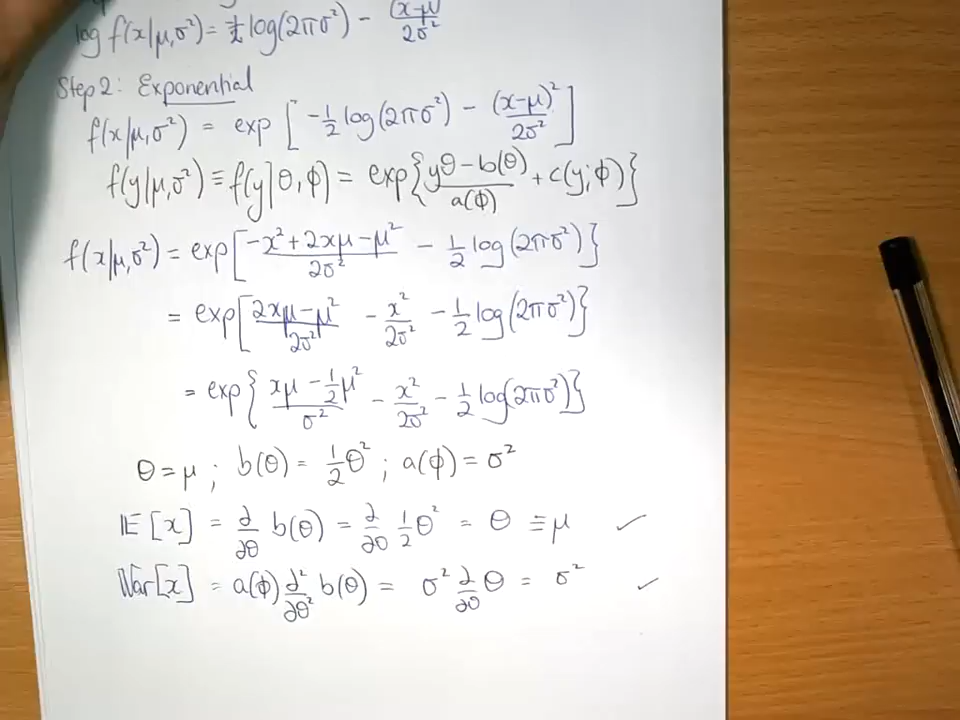 log f(x|μ,σ²) = ½ log(2πσ²) − (x−μ)/2σ²
Step 2: Exponential
f(x|μ,σ²) = exp[−½ log(2πσ²) − (x−μ)²/2σ²]
f(y|μ,σ²) ≡ f(y|θ,ϕ) = exp{yθ − b(θ)/a(ϕ) + c(y;ϕ)}
f(x|μ,σ²) = exp[−x² + 2xμ − μ²/2σ² − ½ log(2πσ²)}
= exp[2xμ − μ²/2σ² − x²/2σ² − ½ log(2πσ²)}
= exp{xμ − ½μ²/σ² − x²/2σ² − ½ log(2πσ²)}
θ = μ ; b(θ) = ½θ² ; a(ϕ) = σ²
𝔼[x] = ∂/∂θ b(θ) = ∂/∂θ ½θ² = θ ≡ μ ✓
Var[x] = a(ϕ) ∂²/∂θ² b(θ) = σ² ∂/∂θ θ = σ² ✓